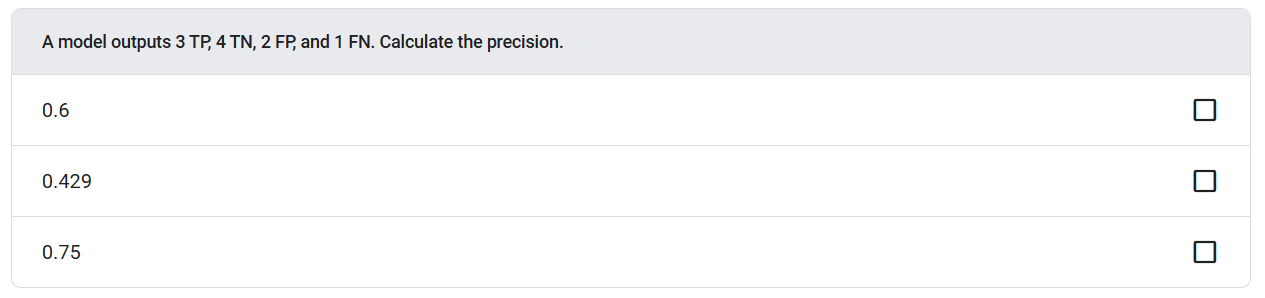 A model outputs 3 TP, 4 TN, 2 FP, and 1 FN. Calculate the precision.
0.6
0.429
0.75